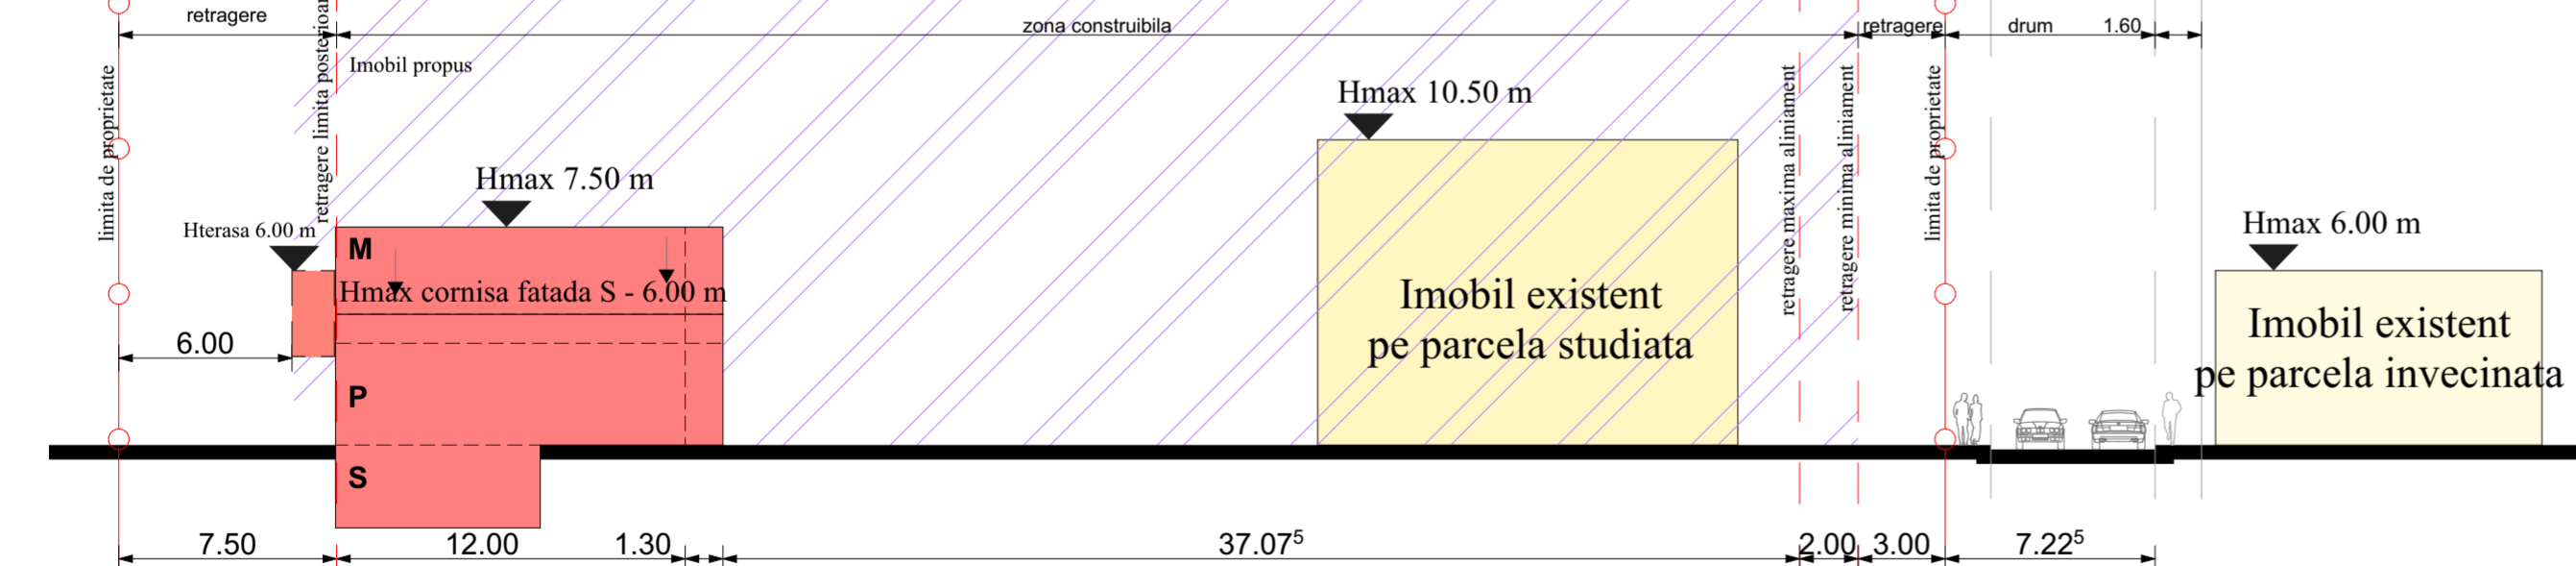 retragere
zona construibila
retragere
drum
1.60
limita de proprietate
Imobil propus
Hmax 7.50 m
Hterasa 6.00 m
M
Hmax cornisa fatada S - 6.00 m
6.00
P
S
Hmax 10.50 m
Imobil existent
pe parcela studiata
retragere maxima aliniament
retragere minima aliniament
limita de proprietate
Hmax 6.00 m
Imobil existent
pe parcela invecinata
7.50
12.00
1.30
37.07⁵
2.00
3.00
7.22⁵
retragere limita